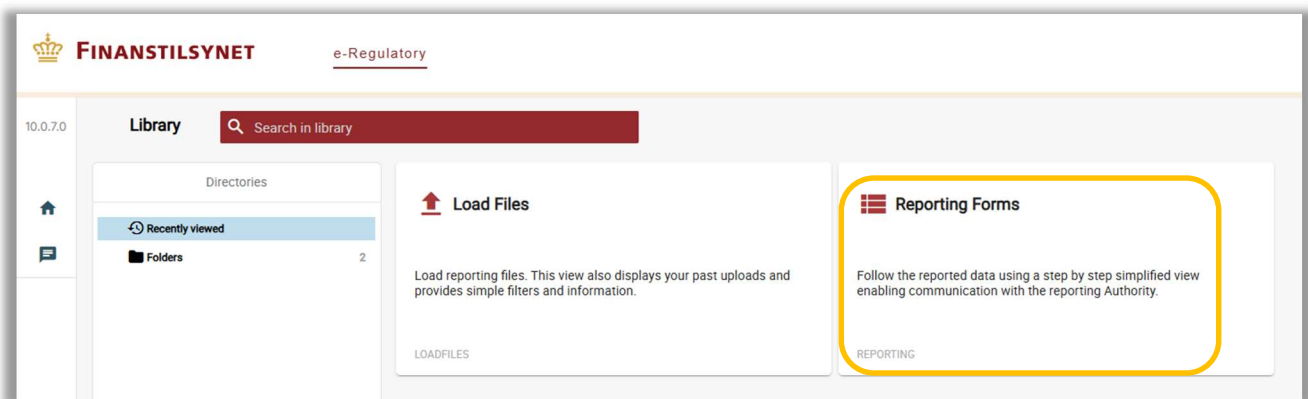 FINANSTILSYNET
e-Regulatory
10.0.7.0
Library
Search in library
Directories
Recently viewed
Folders
2
Load Files
Load reporting files. This view also displays your past uploads and
provides simple filters and information.
LOADFILES
Reporting Forms
Follow the reported data using a step by step simplified view
enabling communication with the reporting Authority.
REPORTING